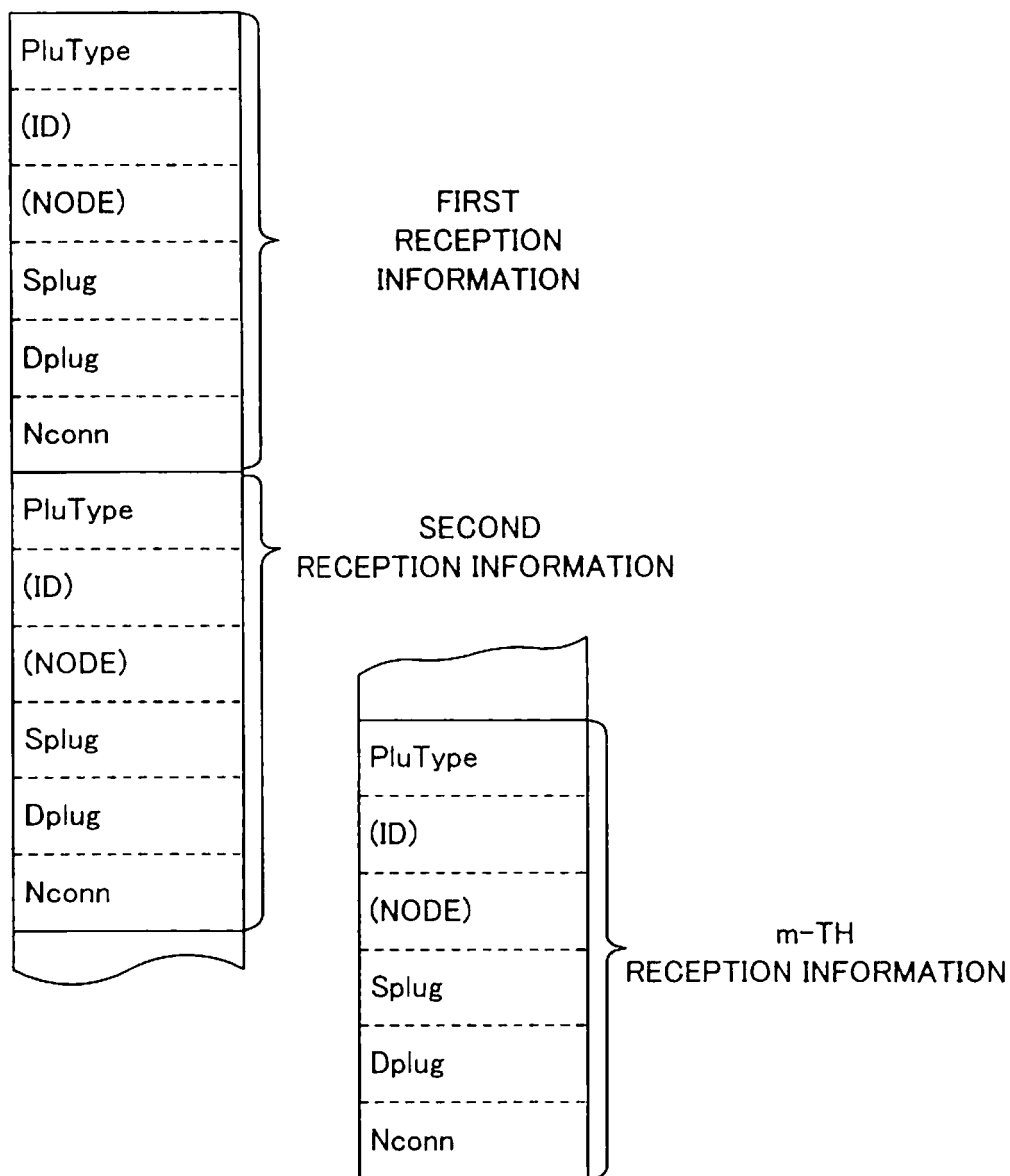 PluType
(ID)
(NODE)
Splug
Dplug
Nconn
FIRST
RECEPTION
INFORMATION
PluType
(ID)
(NODE)
Splug
Dplug
Nconn
SECOND
RECEPTION INFORMATION
PluType
(ID)
(NODE)
Splug
Dplug
Nconn
m-TH
RECEPTION INFORMATION